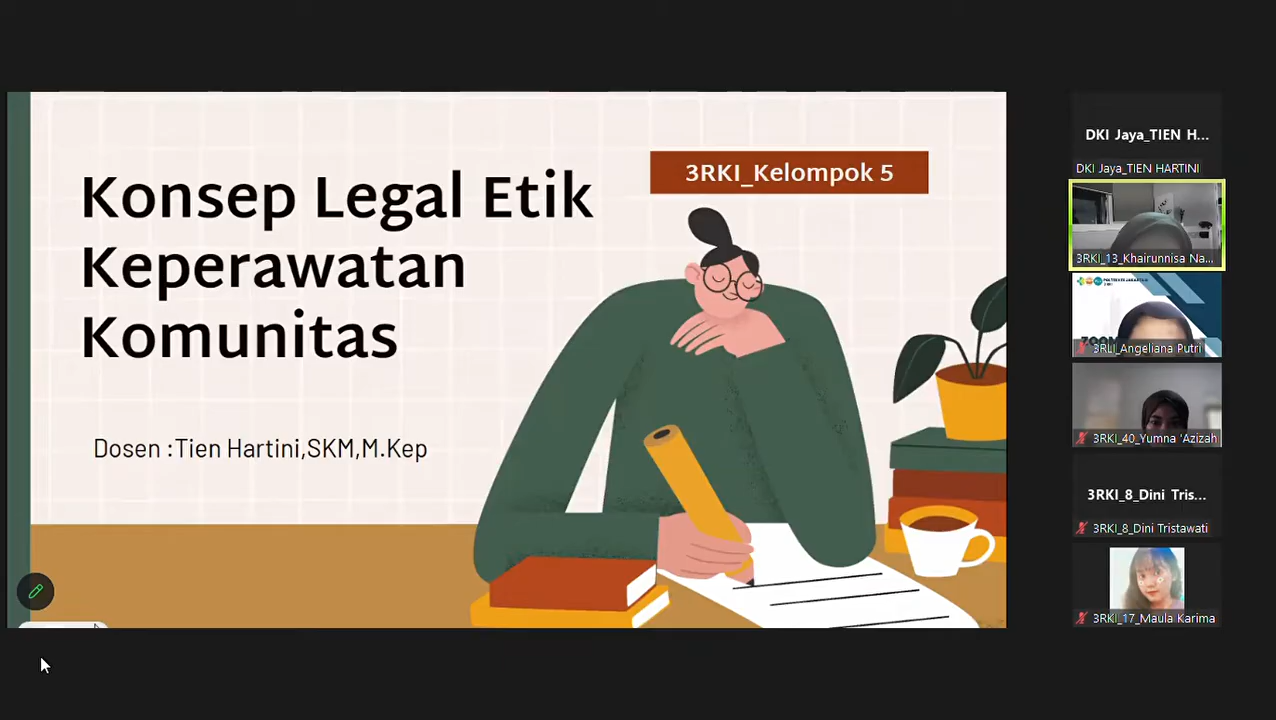 Konsep Legal Etik
Keperawatan
Komunitas
3RKI_Kelompok 5
Dosen :Tien Hartini,SKM,M.Kep
DKI Jaya_TIEN H...
DKI Jaya_TIEN HARTINI
3RKI_13_Khairunnisa Na...
3RLI_Angeliana Putri
3RKI_40_Yumna 'Azizah
3RKI_8_Dini Tris...
3RKI_8_Dini Tristawati
3RKI_17_Maula Karima